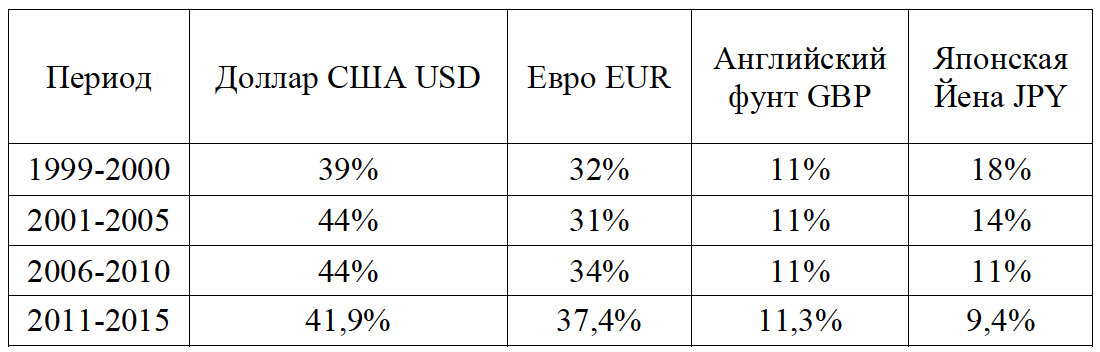 Период Доллар США USD Евро EUR Английский фунт GBP Японская Йена JPY
1999-2000 39% 32% 11% 18%
2001-2005 44% 31% 11% 14%
2006-2010 44% 34% 11% 11%
2011-2015 41,9% 37,4% 11,3% 9,4%